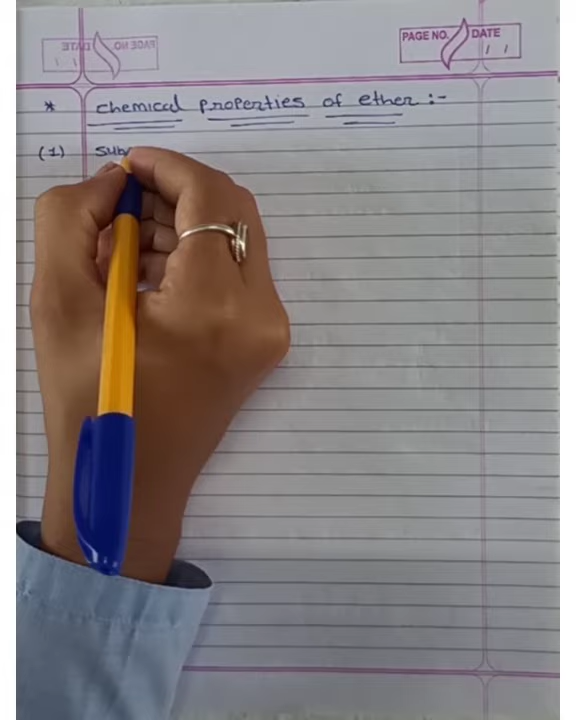 PAGE NO. DATE
/ /
* chemical properties of ether :-
(1) Sub